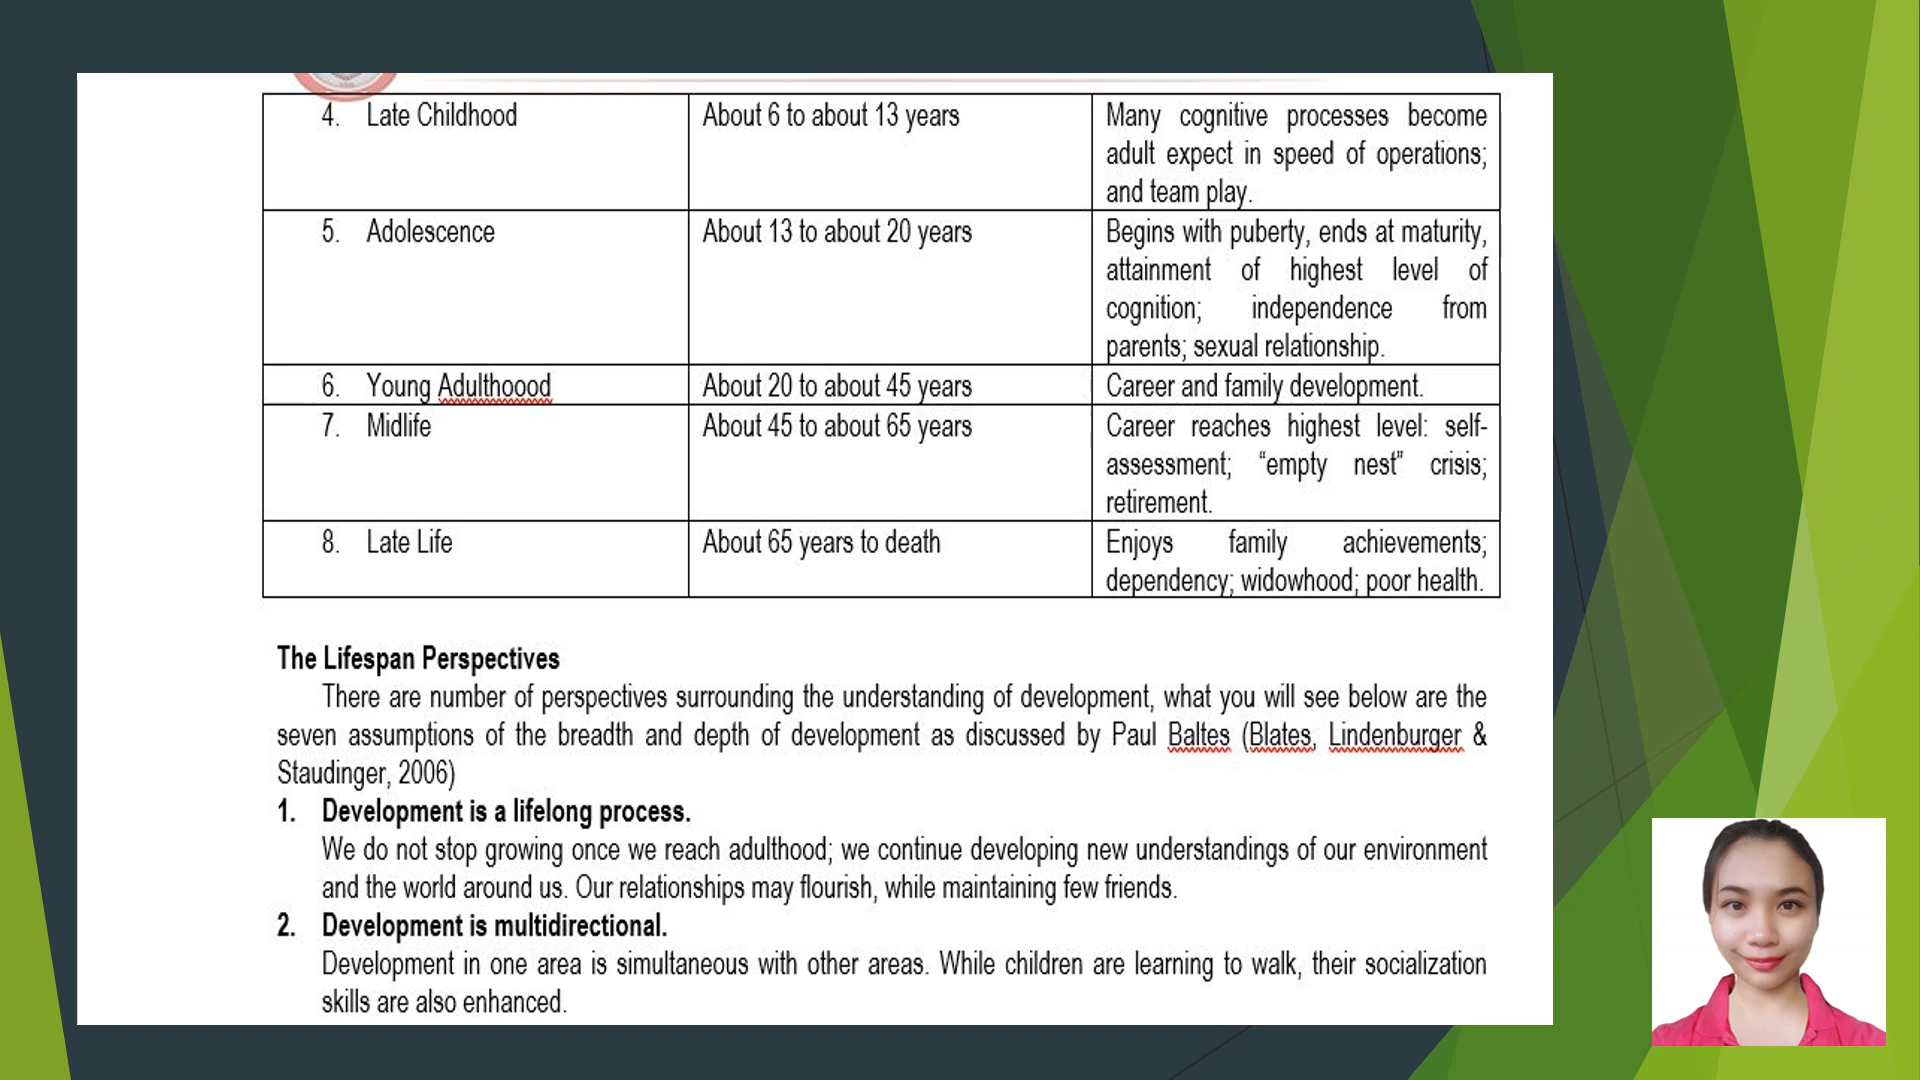 4. Late Childhood
About 6 to about 13 years
Many cognitive processes become
adult expect in speed of operations;
and team play.
5. Adolescence
About 13 to about 20 years
Begins with puberty, ends at maturity,
attainment of highest level of
cognition; independence from
parents; sexual relationship.
6. Young Adulthoood
About 20 to about 45 years
Career and family development.
7. Midlife
About 45 to about 65 years
Career reaches highest level: self-
assessment; “empty nest” crisis;
retirement.
8. Late Life
About 65 years to death
Enjoys family achievements;
dependency; widowhood; poor health.
The Lifespan Perspectives
There are number of perspectives surrounding the understanding of development, what you will see below are the
seven assumptions of the breadth and depth of development as discussed by Paul Baltes (Blates, Lindenburger &
Staudinger, 2006)
1. Development is a lifelong process.
We do not stop growing once we reach adulthood; we continue developing new understandings of our environment
and the world around us. Our relationships may flourish, while maintaining few friends.
2. Development is multidirectional.
Development in one area is simultaneous with other areas. While children are learning to walk, their socialization
skills are also enhanced.